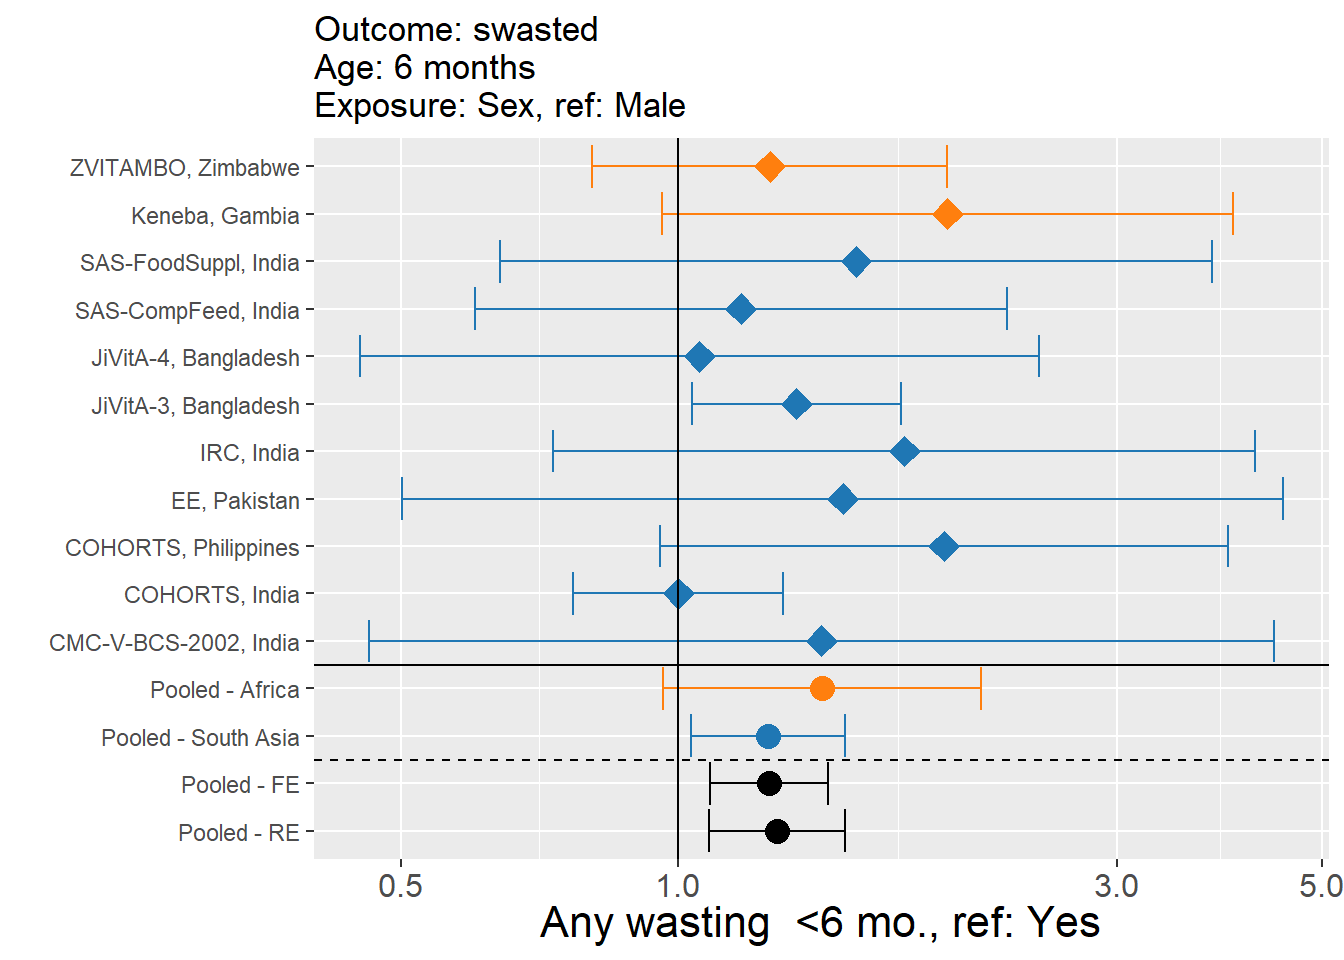 Outcome: swasted
Age: 6 months
Exposure: Sex, ref: Male
ZVITAMBO, Zimbabwe
Keneba, Gambia
SAS-FoodSuppl, India
SAS-CompFeed, India
JiVitA-4, Bangladesh
JiVitA-3, Bangladesh
IRC, India
EE, Pakistan
COHORTS, Philippines
COHORTS, India
CMC-V-BCS-2002, India
Pooled - Africa
Pooled - South Asia
Pooled - FE
Pooled - RE
0.5 1.0 3.0 5.0
Any wasting  <6 mo., ref: Yes